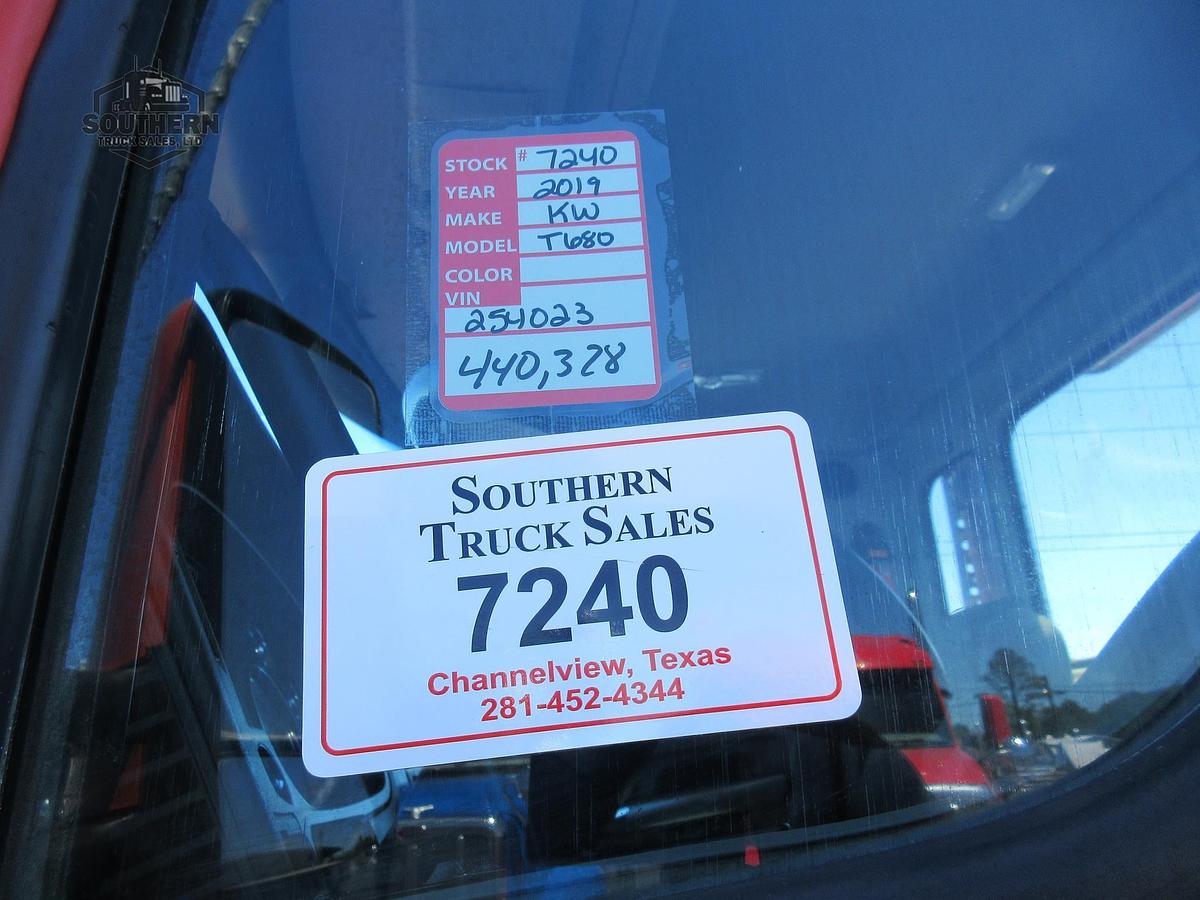 SOUTHERN
TRUCK SALES, LTD
STOCK # 7240
YEAR 2019
MAKE KW
MODEL T680
COLOR
VIN
254023
440,328
SOUTHERN
TRUCK SALES
7240
Channelview, Texas
281-452-4344